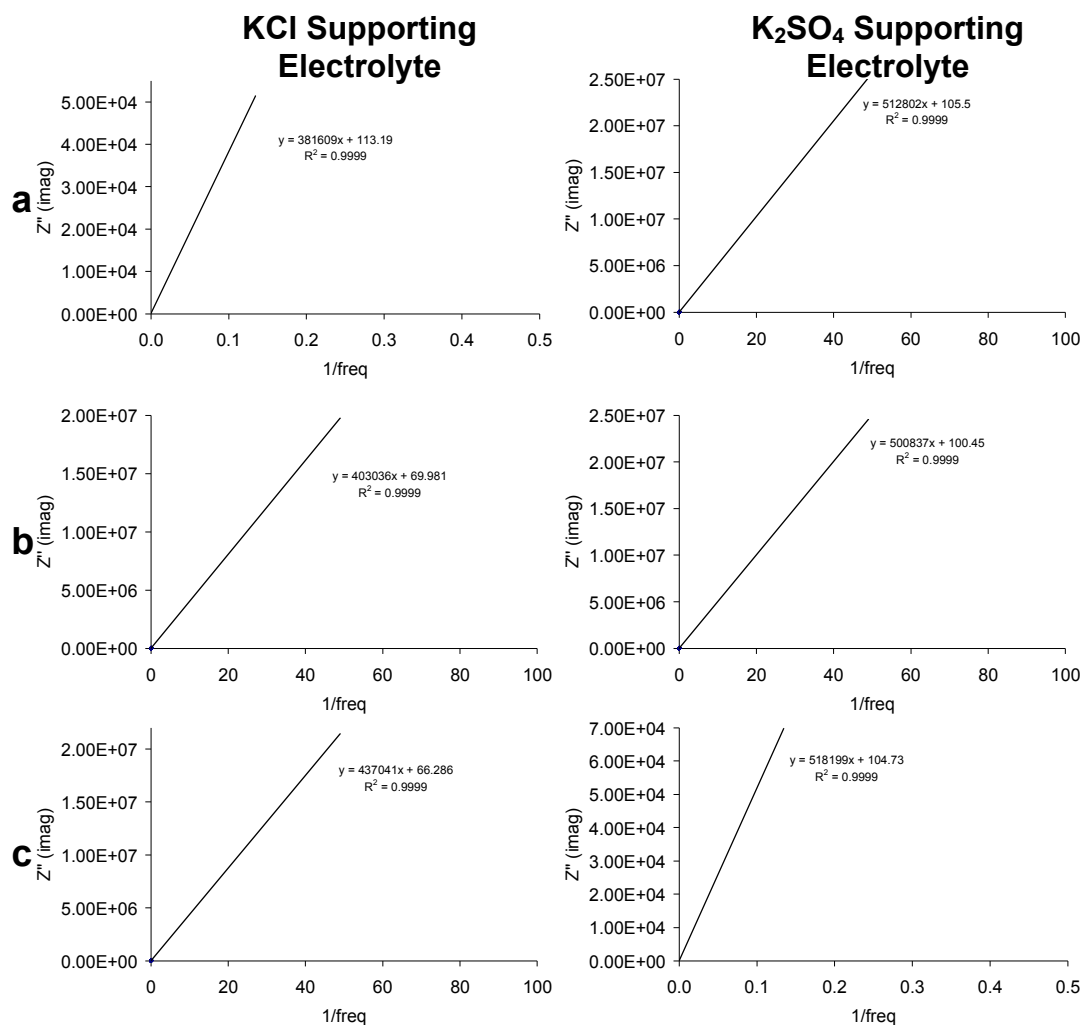 KCl Supporting
Electrolyte
K₂SO₄ Supporting
Electrolyte
a
Z" (imag)
5.00E+04
4.00E+04
3.00E+04
2.00E+04
1.00E+04
0.00E+00
y = 381609x + 113.19
R² = 0.9999
0.0 0.1 0.2 0.3 0.4 0.5
1/freq
Z" (imag)
2.50E+07
2.00E+07
1.50E+07
1.00E+07
5.00E+06
0.00E+00
y = 512802x + 105.5
R² = 0.9999
0 20 40 60 80 100
1/freq
b
Z" (imag)
2.00E+07
1.50E+07
1.00E+07
5.00E+06
0.00E+00
y = 403036x + 69.981
R² = 0.9999
0 20 40 60 80 100
1/freq
Z" (imag)
2.50E+07
2.00E+07
1.50E+07
1.00E+07
5.00E+06
0.00E+00
y = 500837x + 100.45
R² = 0.9999
0 20 40 60 80 100
1/freq
c
Z" (imag)
2.00E+07
1.50E+07
1.00E+07
5.00E+06
0.00E+00
y = 437041x + 66.286
R² = 0.9999
0 20 40 60 80 100
1/freq
Z" (imag)
7.00E+04
6.00E+04
5.00E+04
4.00E+04
3.00E+04
2.00E+04
1.00E+04
0.00E+00
y = 518199x + 104.73
R² = 0.9999
0.0 0.1 0.2 0.3 0.4 0.5
1/freq